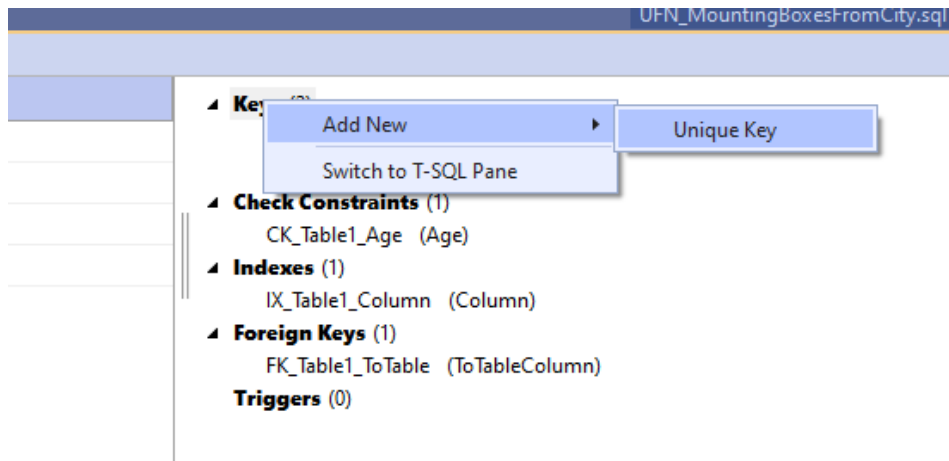 UFN_MountingBoxesFromCity.sql
Add New
Unique Key
Switch to T-SQL Pane
Check Constraints (1)
CK_Table1_Age (Age)
Indexes (1)
IX_Table1_Column (Column)
Foreign Keys (1)
FK_Table1_ToTable (ToTableColumn)
Triggers (0)